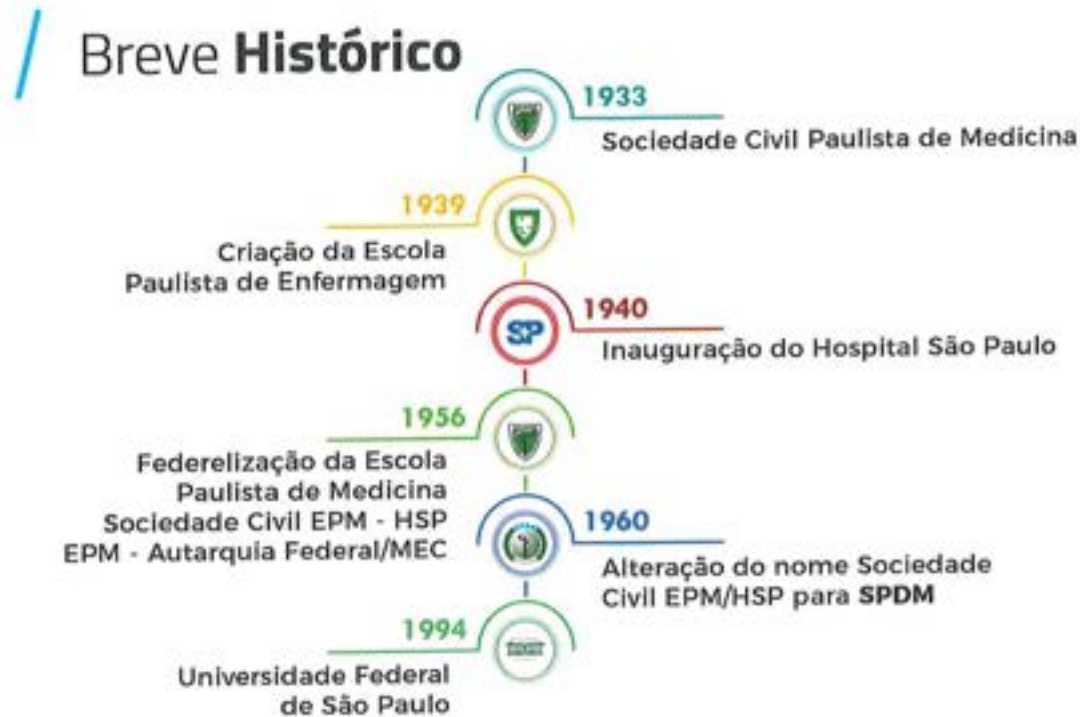 Breve Histórico
1933
Sociedade Civil Paulista de Medicina
1939
Criação da Escola
Paulista de Enfermagem
1940
SP
Inauguração do Hospital São Paulo
1956
Federelização da Escola
Paulista de Medicina
Sociedade Civil EPM - HSP
EPM - Autarquia Federal/MEC
1960
Alteração do nome Sociedade
Civil EPM/HSP para SPDM
1994
Universidade Federal
de São Paulo